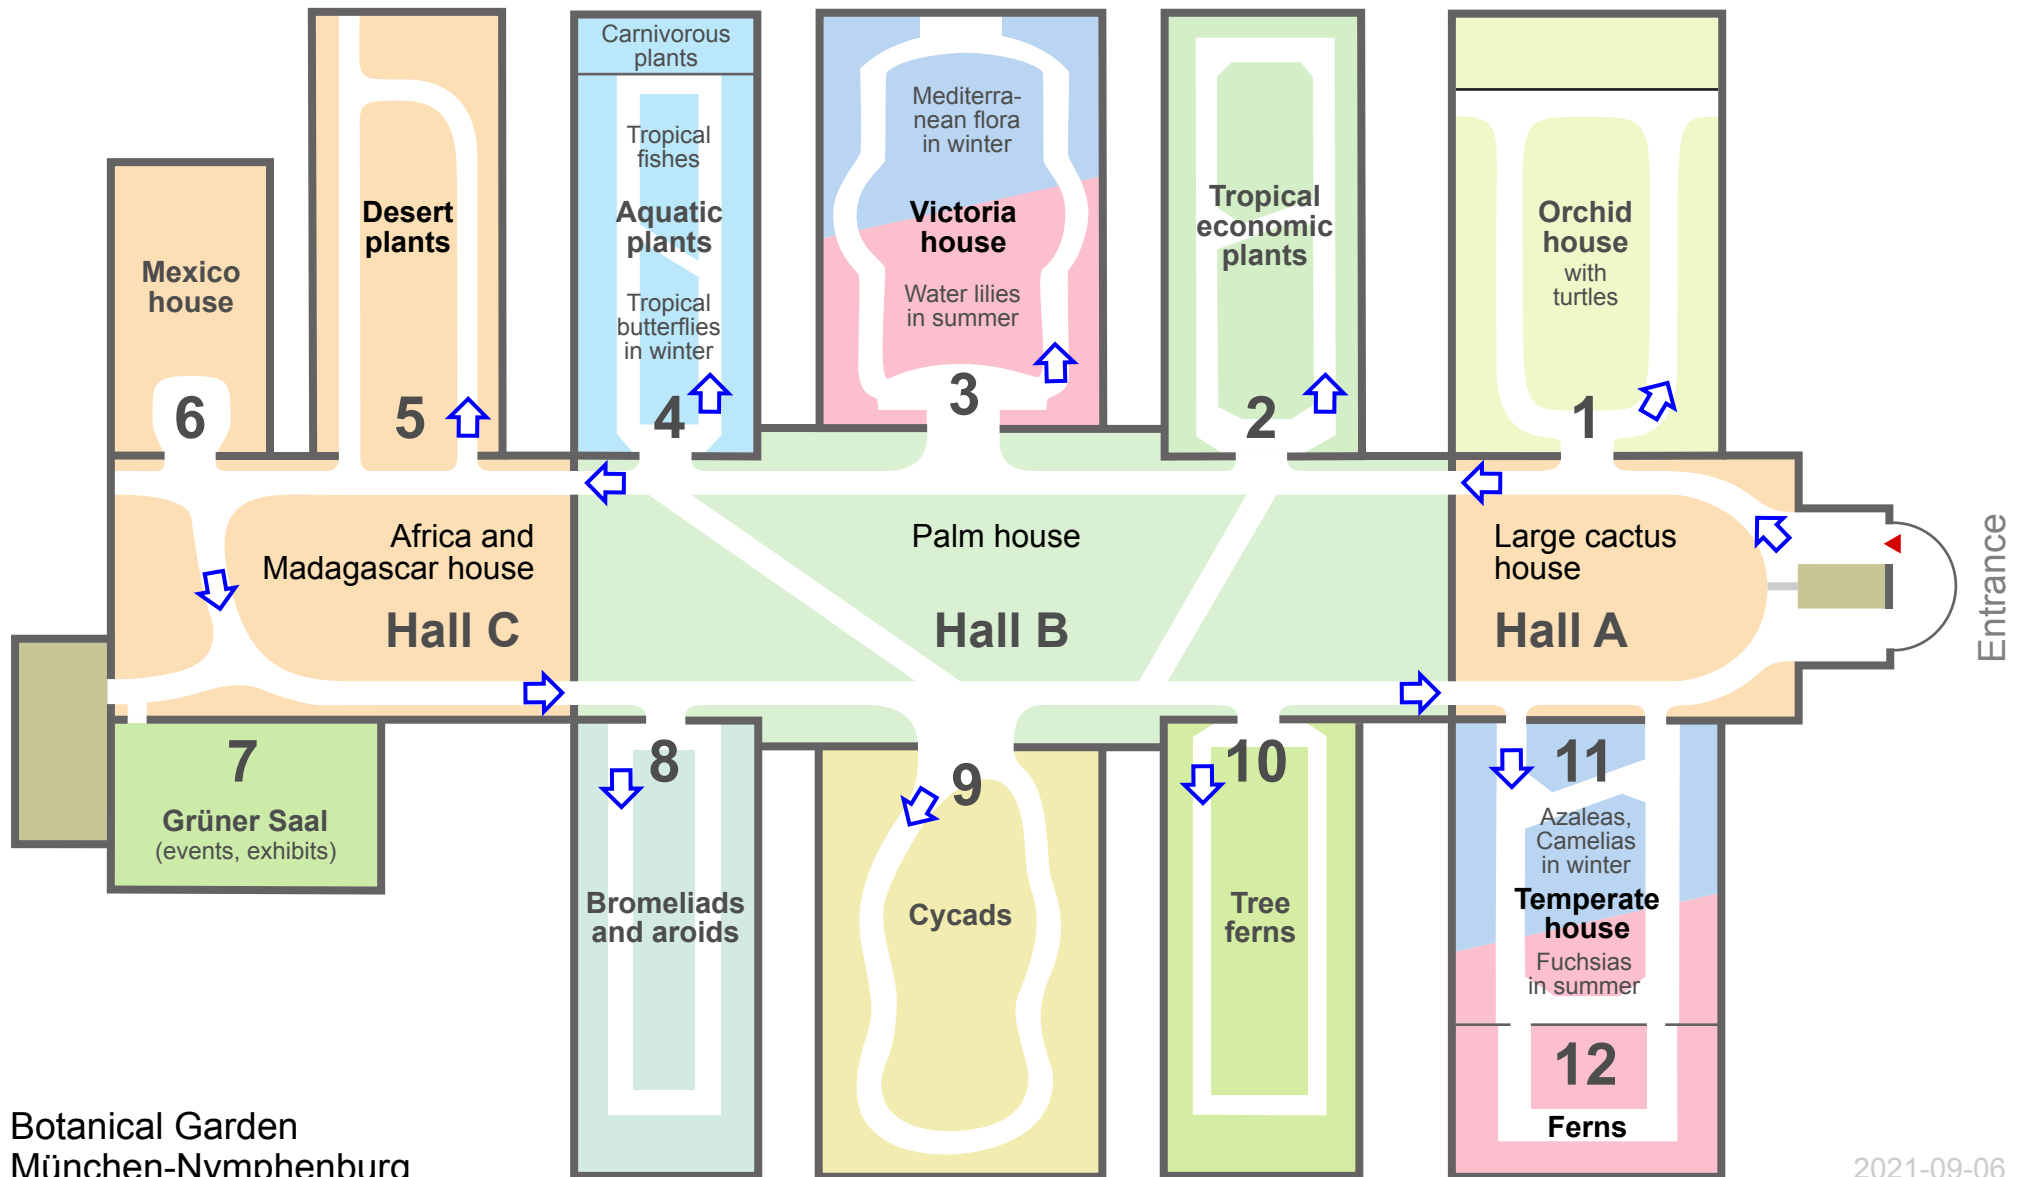 Carnivorous
plants
Tropical
fishes
Aquatic
plants
Tropical
butterflies
in winter
4
Mediterra-
nean flora
in winter
Victoria
house
Water lilies
in summer
3
Tropical
economic
plants
2
Orchid
house
with
turtles
1
Desert
plants
5
Mexico
house
6
Africa and
Madagascar house
Hall C
Palm house
Hall B
Large cactus
house
Hall A
Entrance
7
Grüner Saal
(events, exhibits)
8
Bromeliads
and aroids
9
Cycads
10
Tree
ferns
11
Azaleas,
Camelias
in winter
Temperate
house
Fuchsias
in summer
12
Ferns
Botanical Garden
München-Nymphenburg
2021-09-06